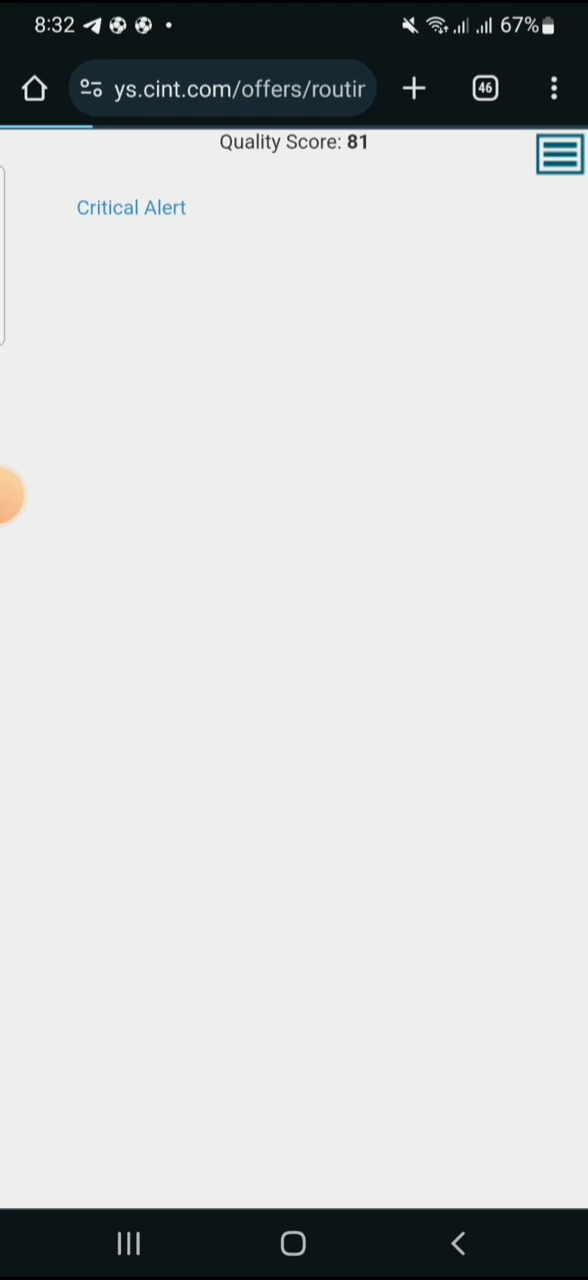 8:32
67%
ys.cint.com/offers/routir
46
Quality Score: 81
Critical Alert